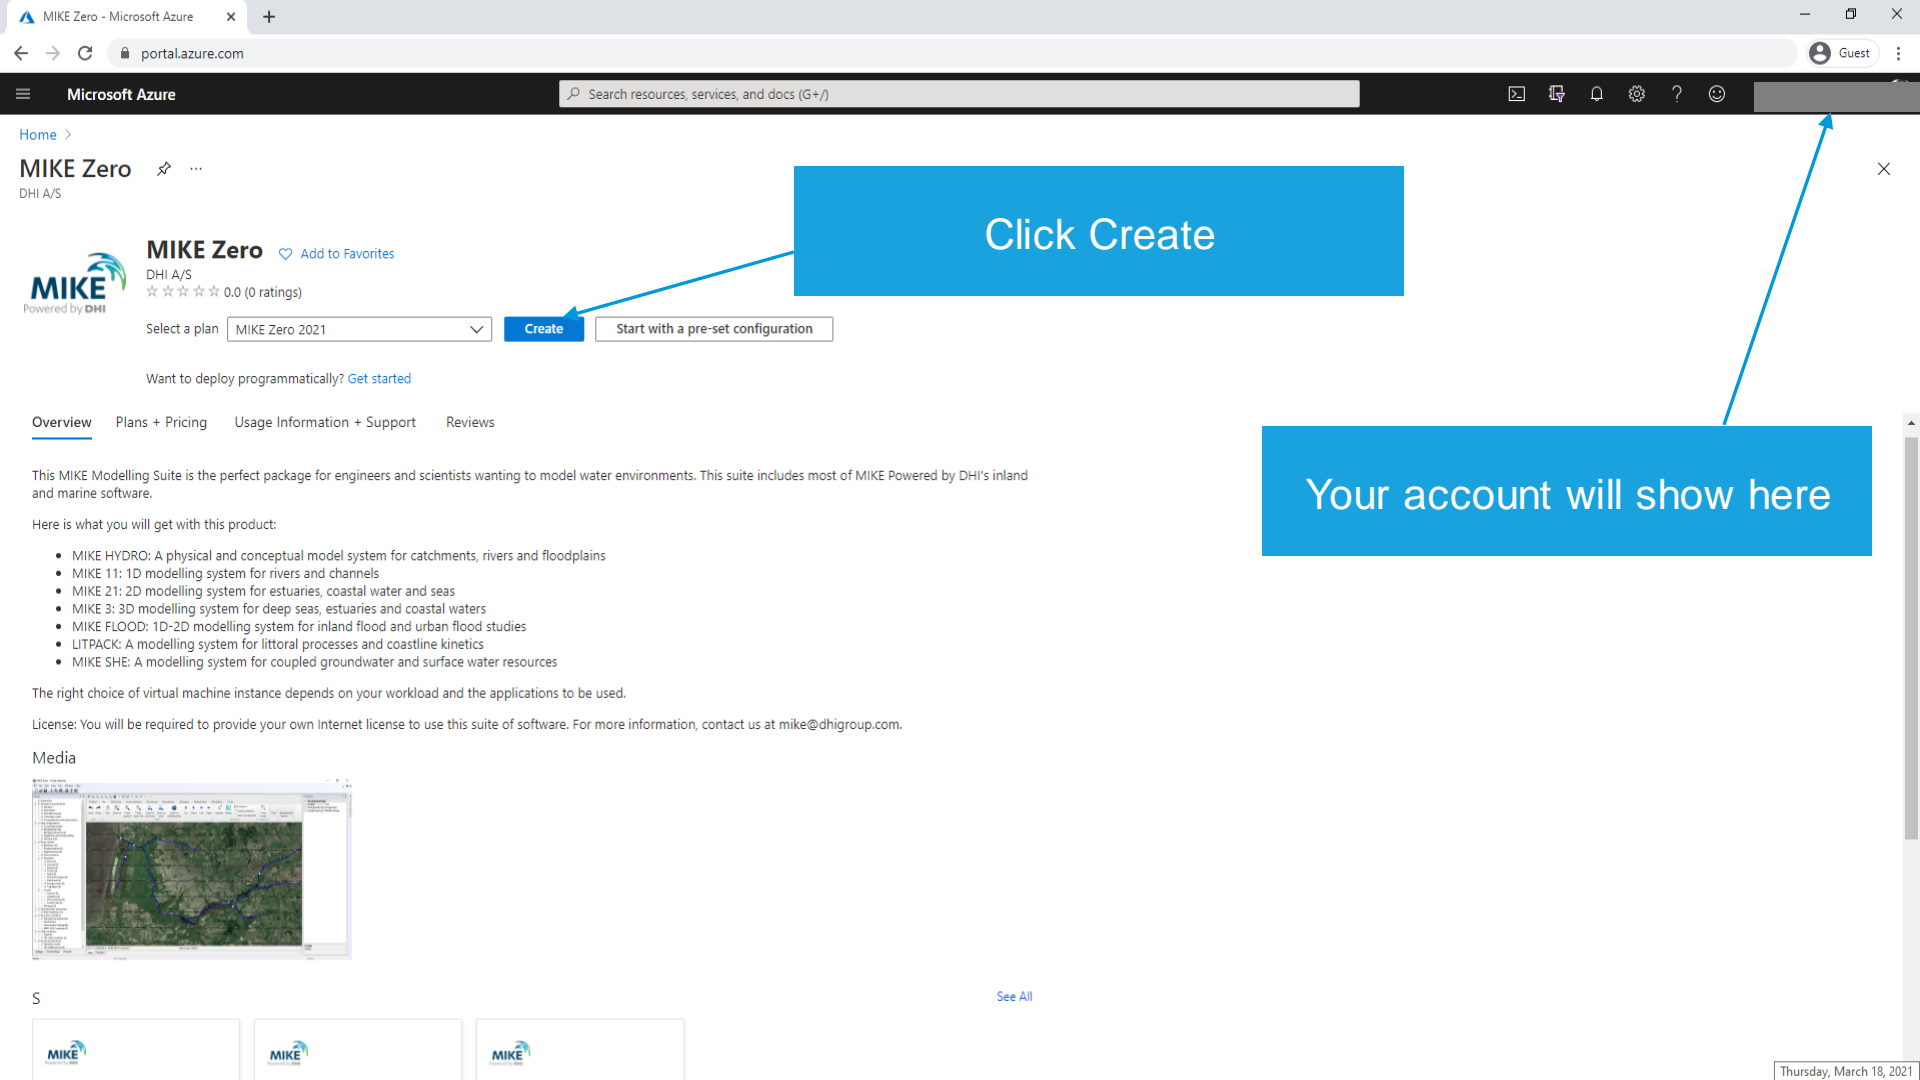 MIKE Zero - Microsoft Azure
portal.azure.com
Guest
Microsoft Azure
Search resources, services, and docs (G+/)
Home
MIKE Zero
DHI A/S
Click Create
MIKE
Powered by DHI
MIKE Zero
Add to Favorites
DHI A/S
0.0 (0 ratings)
Select a plan
MIKE Zero 2021
Create
Start with a pre-set configuration
Want to deploy programmatically? Get started
Overview
Plans + Pricing
Usage Information + Support
Reviews
Your account will show here
This MIKE Modelling Suite is the perfect package for engineers and scientists wanting to model water environments. This suite includes most of MIKE Powered by DHI's inland
and marine software.
Here is what you will get with this product:
MIKE HYDRO: A physical and conceptual model system for catchments, rivers and floodplains
MIKE 11: 1D modelling system for rivers and channels
MIKE 21: 2D modelling system for estuaries, coastal water and seas
MIKE 3: 3D modelling system for deep seas, estuaries and coastal waters
MIKE FLOOD: 1D-2D modelling system for inland flood and urban flood studies
LITPACK: A modelling system for littoral processes and coastline kinetics
MIKE SHE: A modelling system for coupled groundwater and surface water resources
The right choice of virtual machine instance depends on your workload and the applications to be used.
License: You will be required to provide your own Internet license to use this suite of software. For more information, contact us at mike@dhigroup.com.
Media
S
See All
MIKE
Powered by DHI
MIKE
Powered by DHI
MIKE
Powered by DHI
Thursday, March 18, 2021